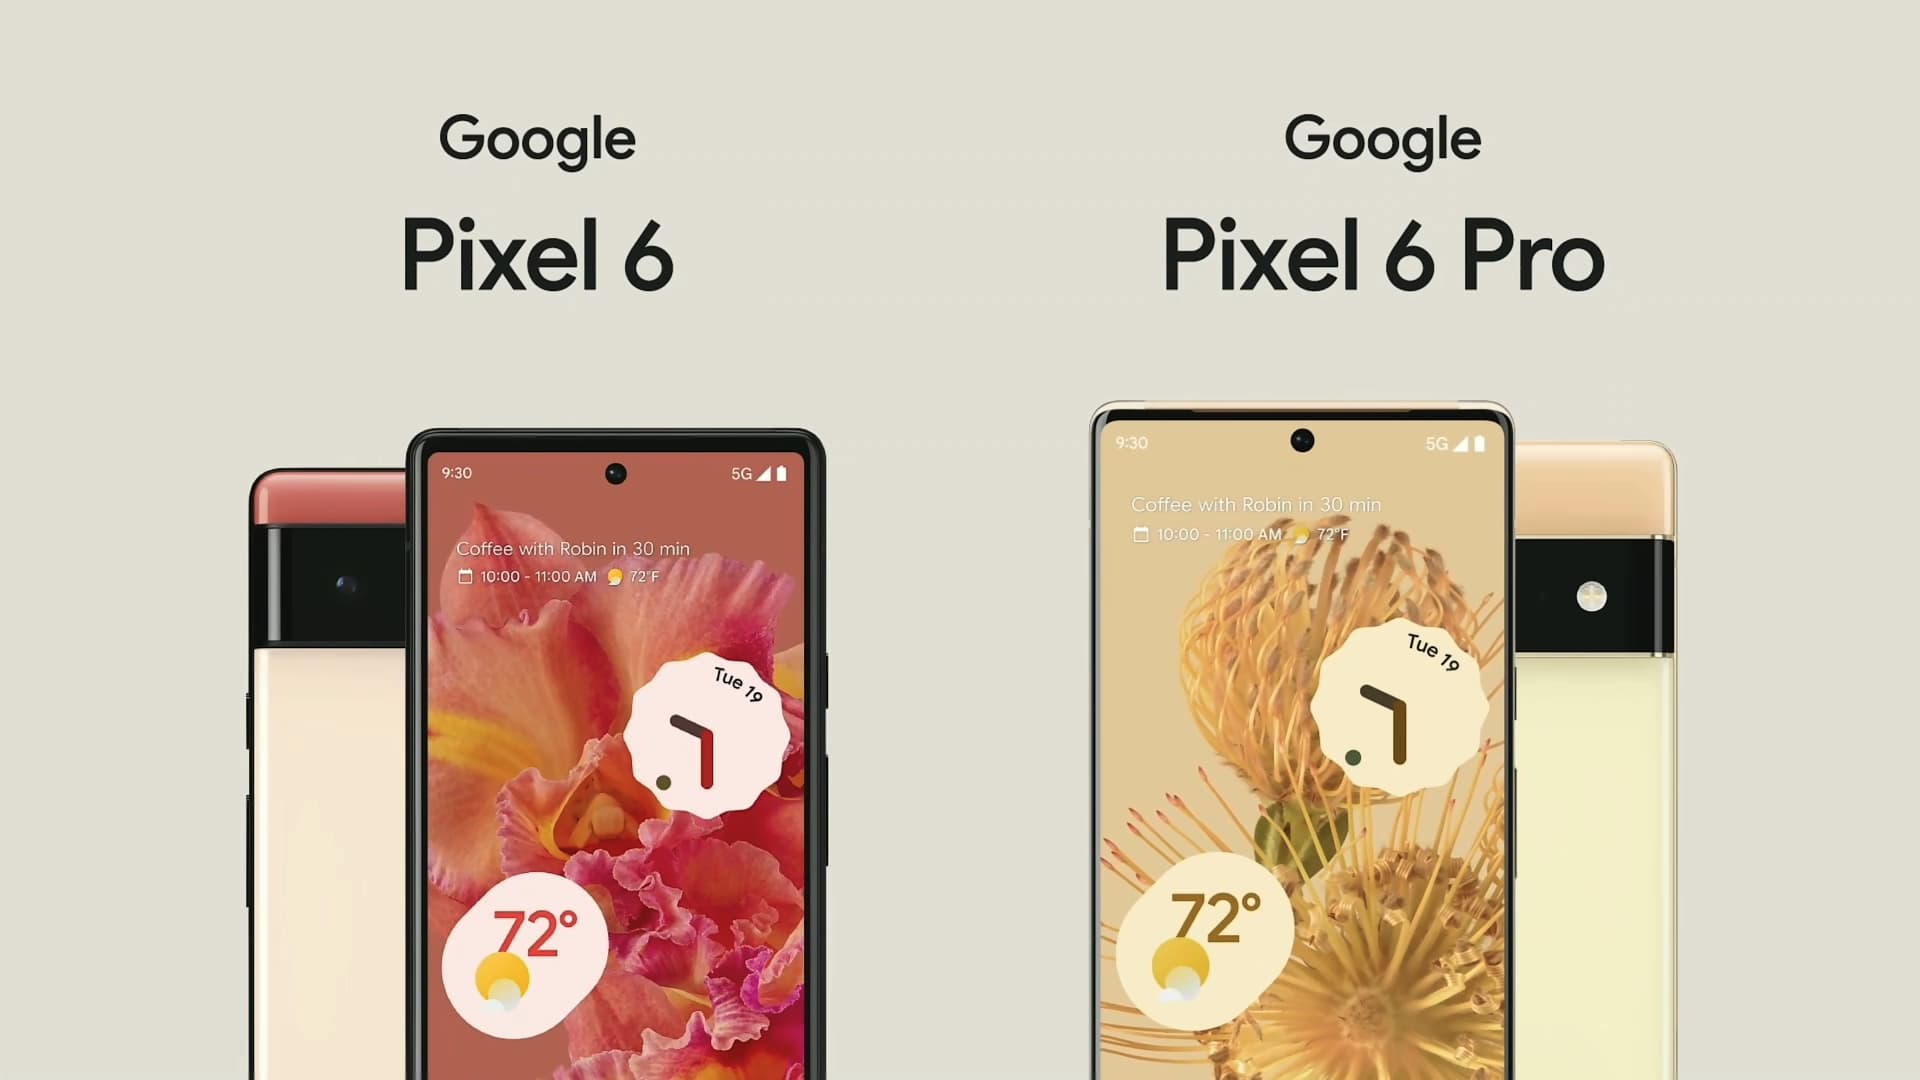 Google
Pixel 6
9:30
5G
Coffee with Robin in 30 min
10:00 - 11:00 AM 72°F
Tue 19
72°
Google
Pixel 6 Pro
9:30
5G
Coffee with Robin in 30 min
10:00 - 11:00 AM 72°F
Tue 19
72°